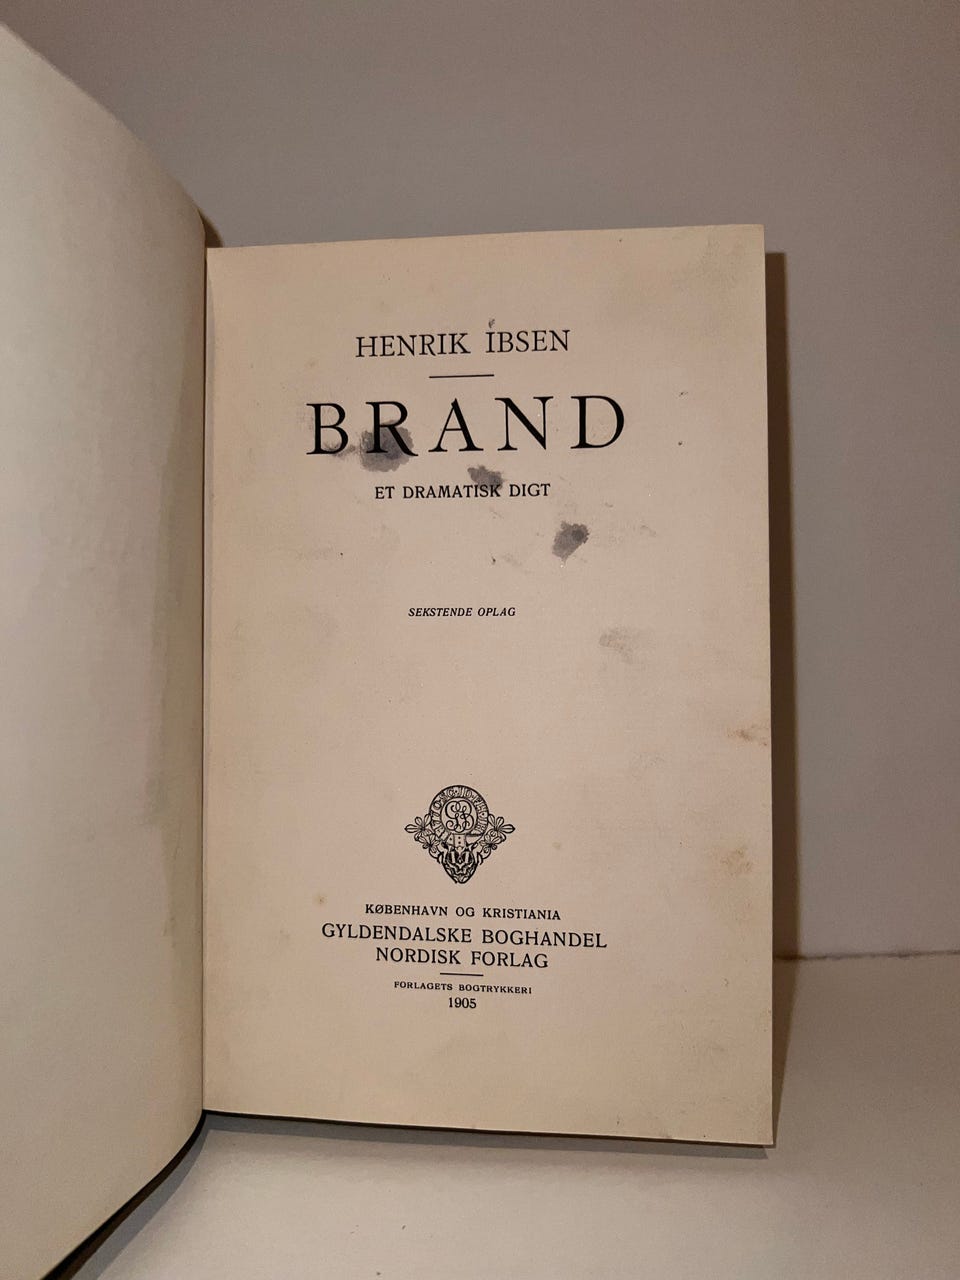 HENRIK IBSEN
BRAND
ET DRAMATISK DIGT
SEKSTENDE OPLAG
KØBENHAVN OG KRISTIANIA
GYLDENDALSKE BOGHANDEL
NORDISK FORLAG
FORLAGETS BOGTRYKKERI
1905